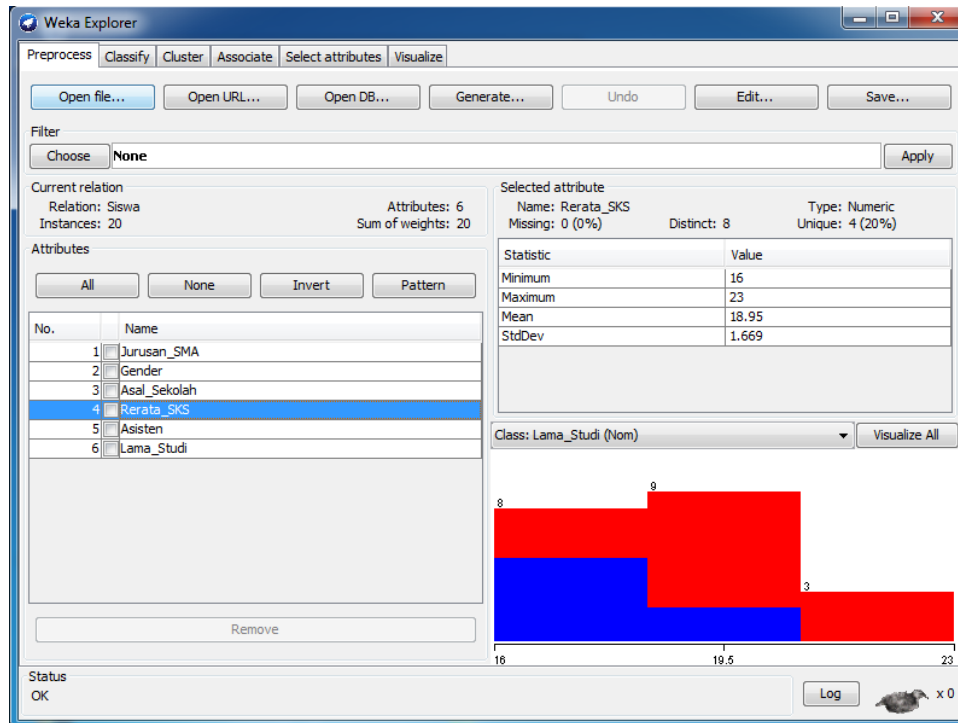 Weka Explorer
Preprocess Classify Cluster Associate Select attributes Visualize
Open file... Open URL... Open DB... Generate... Undo Edit... Save...
Filter
Choose None Apply
Current relation
Relation: Siswa Attributes: 6
Instances: 20 Sum of weights: 20
Attributes
All None Invert Pattern
No. Name
1 Jurusan_SMA
2 Gender
3 Asal_Sekolah
4 Rerata_SKS
5 Asisten
6 Lama_Studi
Remove
Selected attribute
Name: Rerata_SKS Type: Numeric
Missing: 0 (0%) Distinct: 8 Unique: 4 (20%)
Statistic Value
Minimum 16
Maximum 23
Mean 18.95
StdDev 1.669
Class: Lama_Studi (Nom) Visualize All
8 9 3
16 19.5 23
Status
OK Log x 0